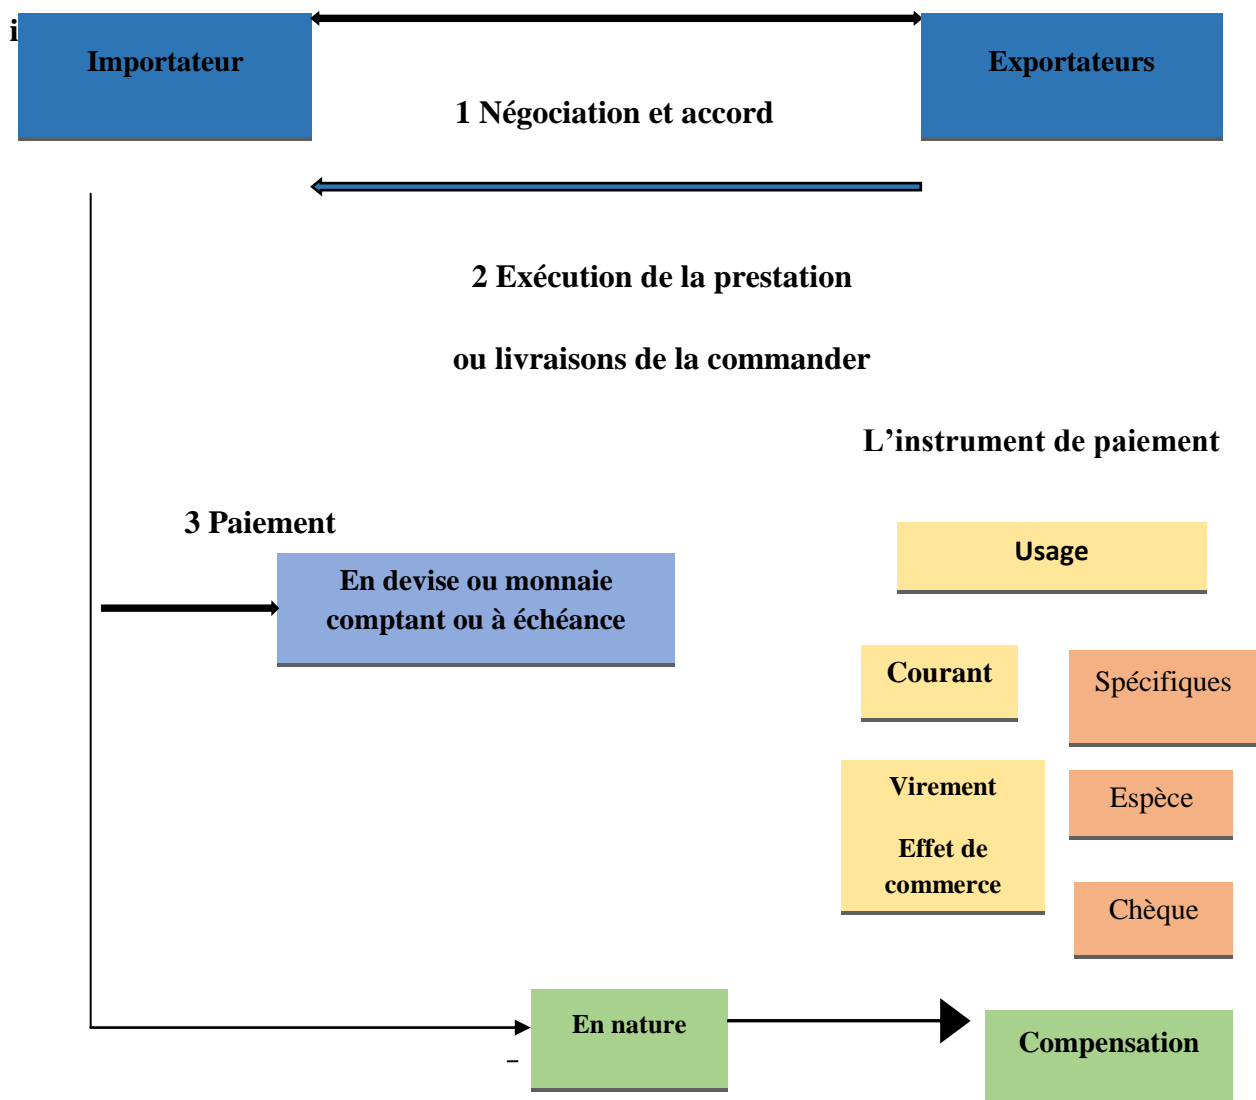 i
Importateur
Exportateurs
1 Négociation et accord
2 Exécution de la prestation
ou livraisons de la commander
L’instrument de paiement
3 Paiement
Usage
En devise ou monnaie
comptant ou à échéance
Courant
Spécifiques
Virement
Espèce
Effet de
commerce
Chèque
En nature
Compensation